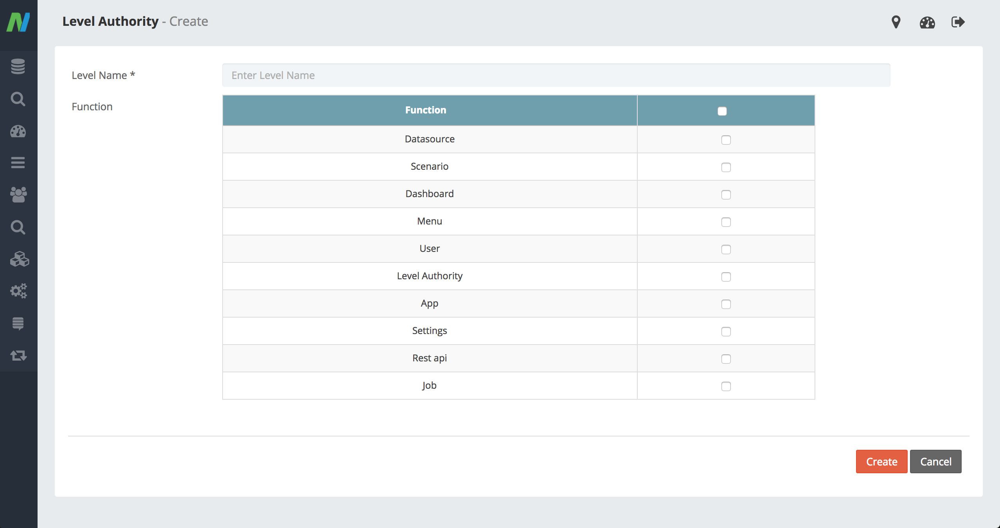 Level Authority - Create
Level Name *
Enter Level Name
Function
Function
Datasource
Scenario
Dashboard
Menu
User
Level Authority
App
Settings
Rest api
Job
Create
Cancel